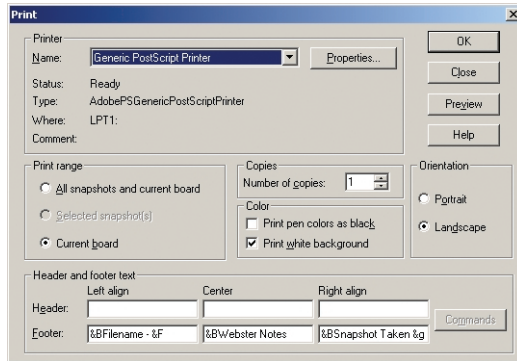 Print
Printer
Name: Generic PostScript Printer Properties...
Status: Ready
Type: AdobePSGenericPostScriptPrinter
Where: LPT1:
Comment:
OK
Close
Preview
Help
Print range
All snapshots and current board
Selected snapshot(s)
Current board
Copies
Number of copies: 1
Color
Print pen colors as black
Print white background
Orientation
Portrait
Landscape
Header and footer text
Left align Center Right align
Header:
Footer: &BFilename - &F &BWebster Notes &BSnapshot Taken &g
Commands